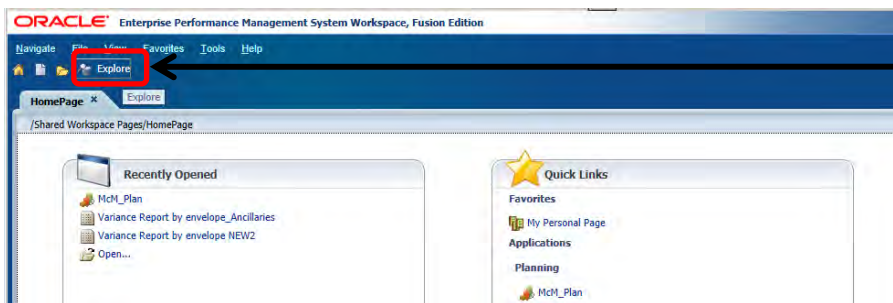 ORACLE Enterprise Performance Management System Workspace, Fusion Edition
Navigate File View Favorites Tools Help
Explore
HomePage × Explore
/Shared Workspace Pages/HomePage
Recently Opened
McM_Plan
Variance Report by envelope_Ancillaries
Variance Report by envelope NEW2
Open...
Quick Links
Favorites
My Personal Page
Applications
Planning
McM_Plan